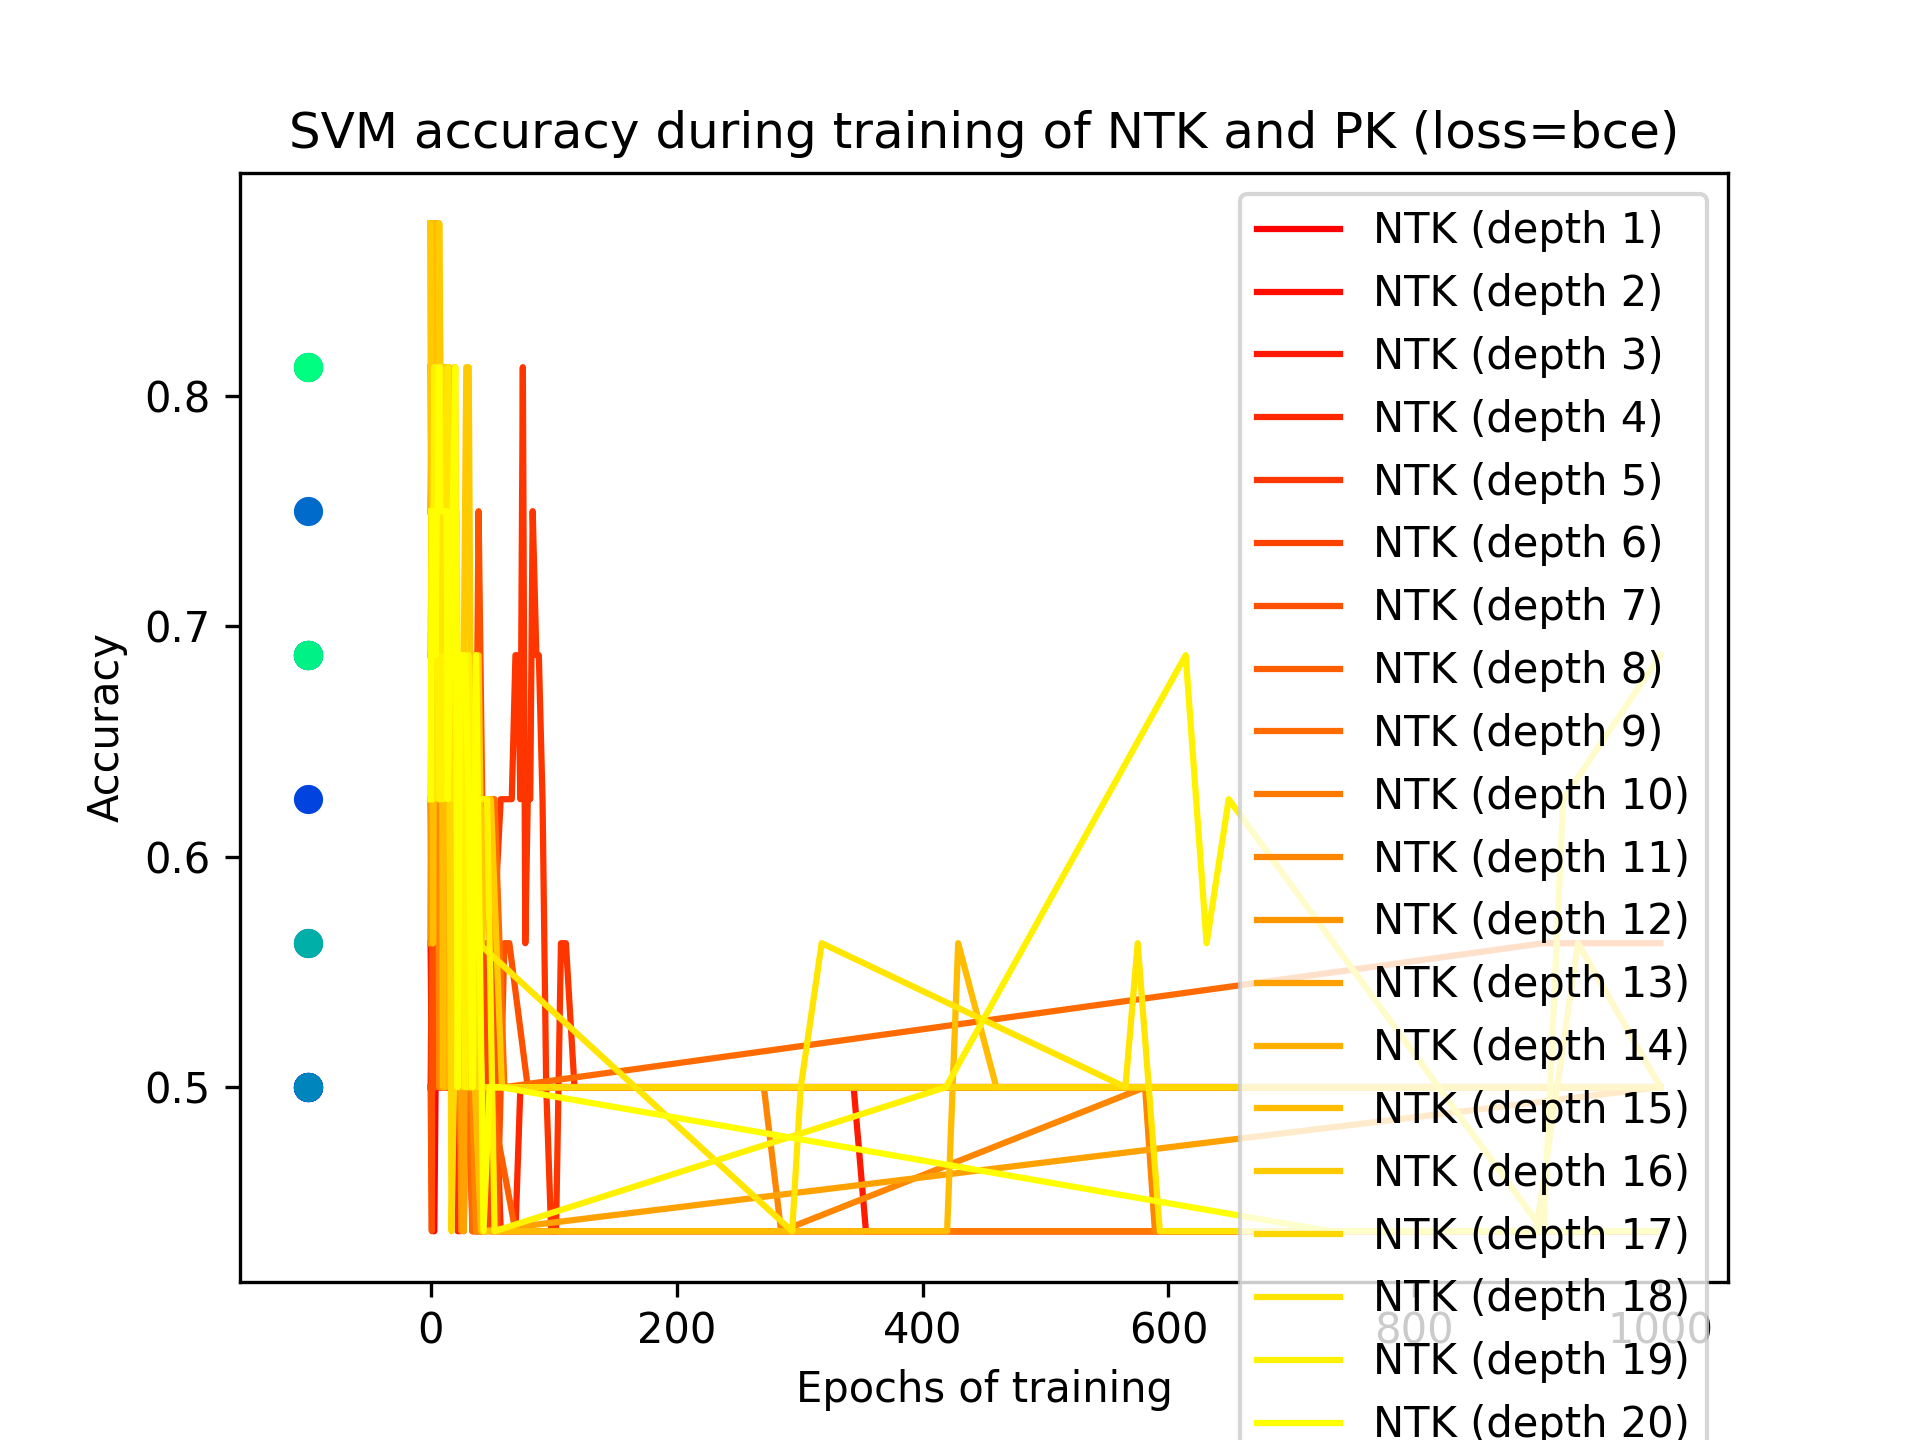 SVM accuracy during training of NTK and PK (loss=bce)
Accuracy
0.8
0.7
0.6
0.5
0
200
400
600
800
1000
Epochs of training
NTK (depth 1)
NTK (depth 2)
NTK (depth 3)
NTK (depth 4)
NTK (depth 5)
NTK (depth 6)
NTK (depth 7)
NTK (depth 8)
NTK (depth 9)
NTK (depth 10)
NTK (depth 11)
NTK (depth 12)
NTK (depth 13)
NTK (depth 14)
NTK (depth 15)
NTK (depth 16)
NTK (depth 17)
NTK (depth 18)
NTK (depth 19)
NTK (depth 20)